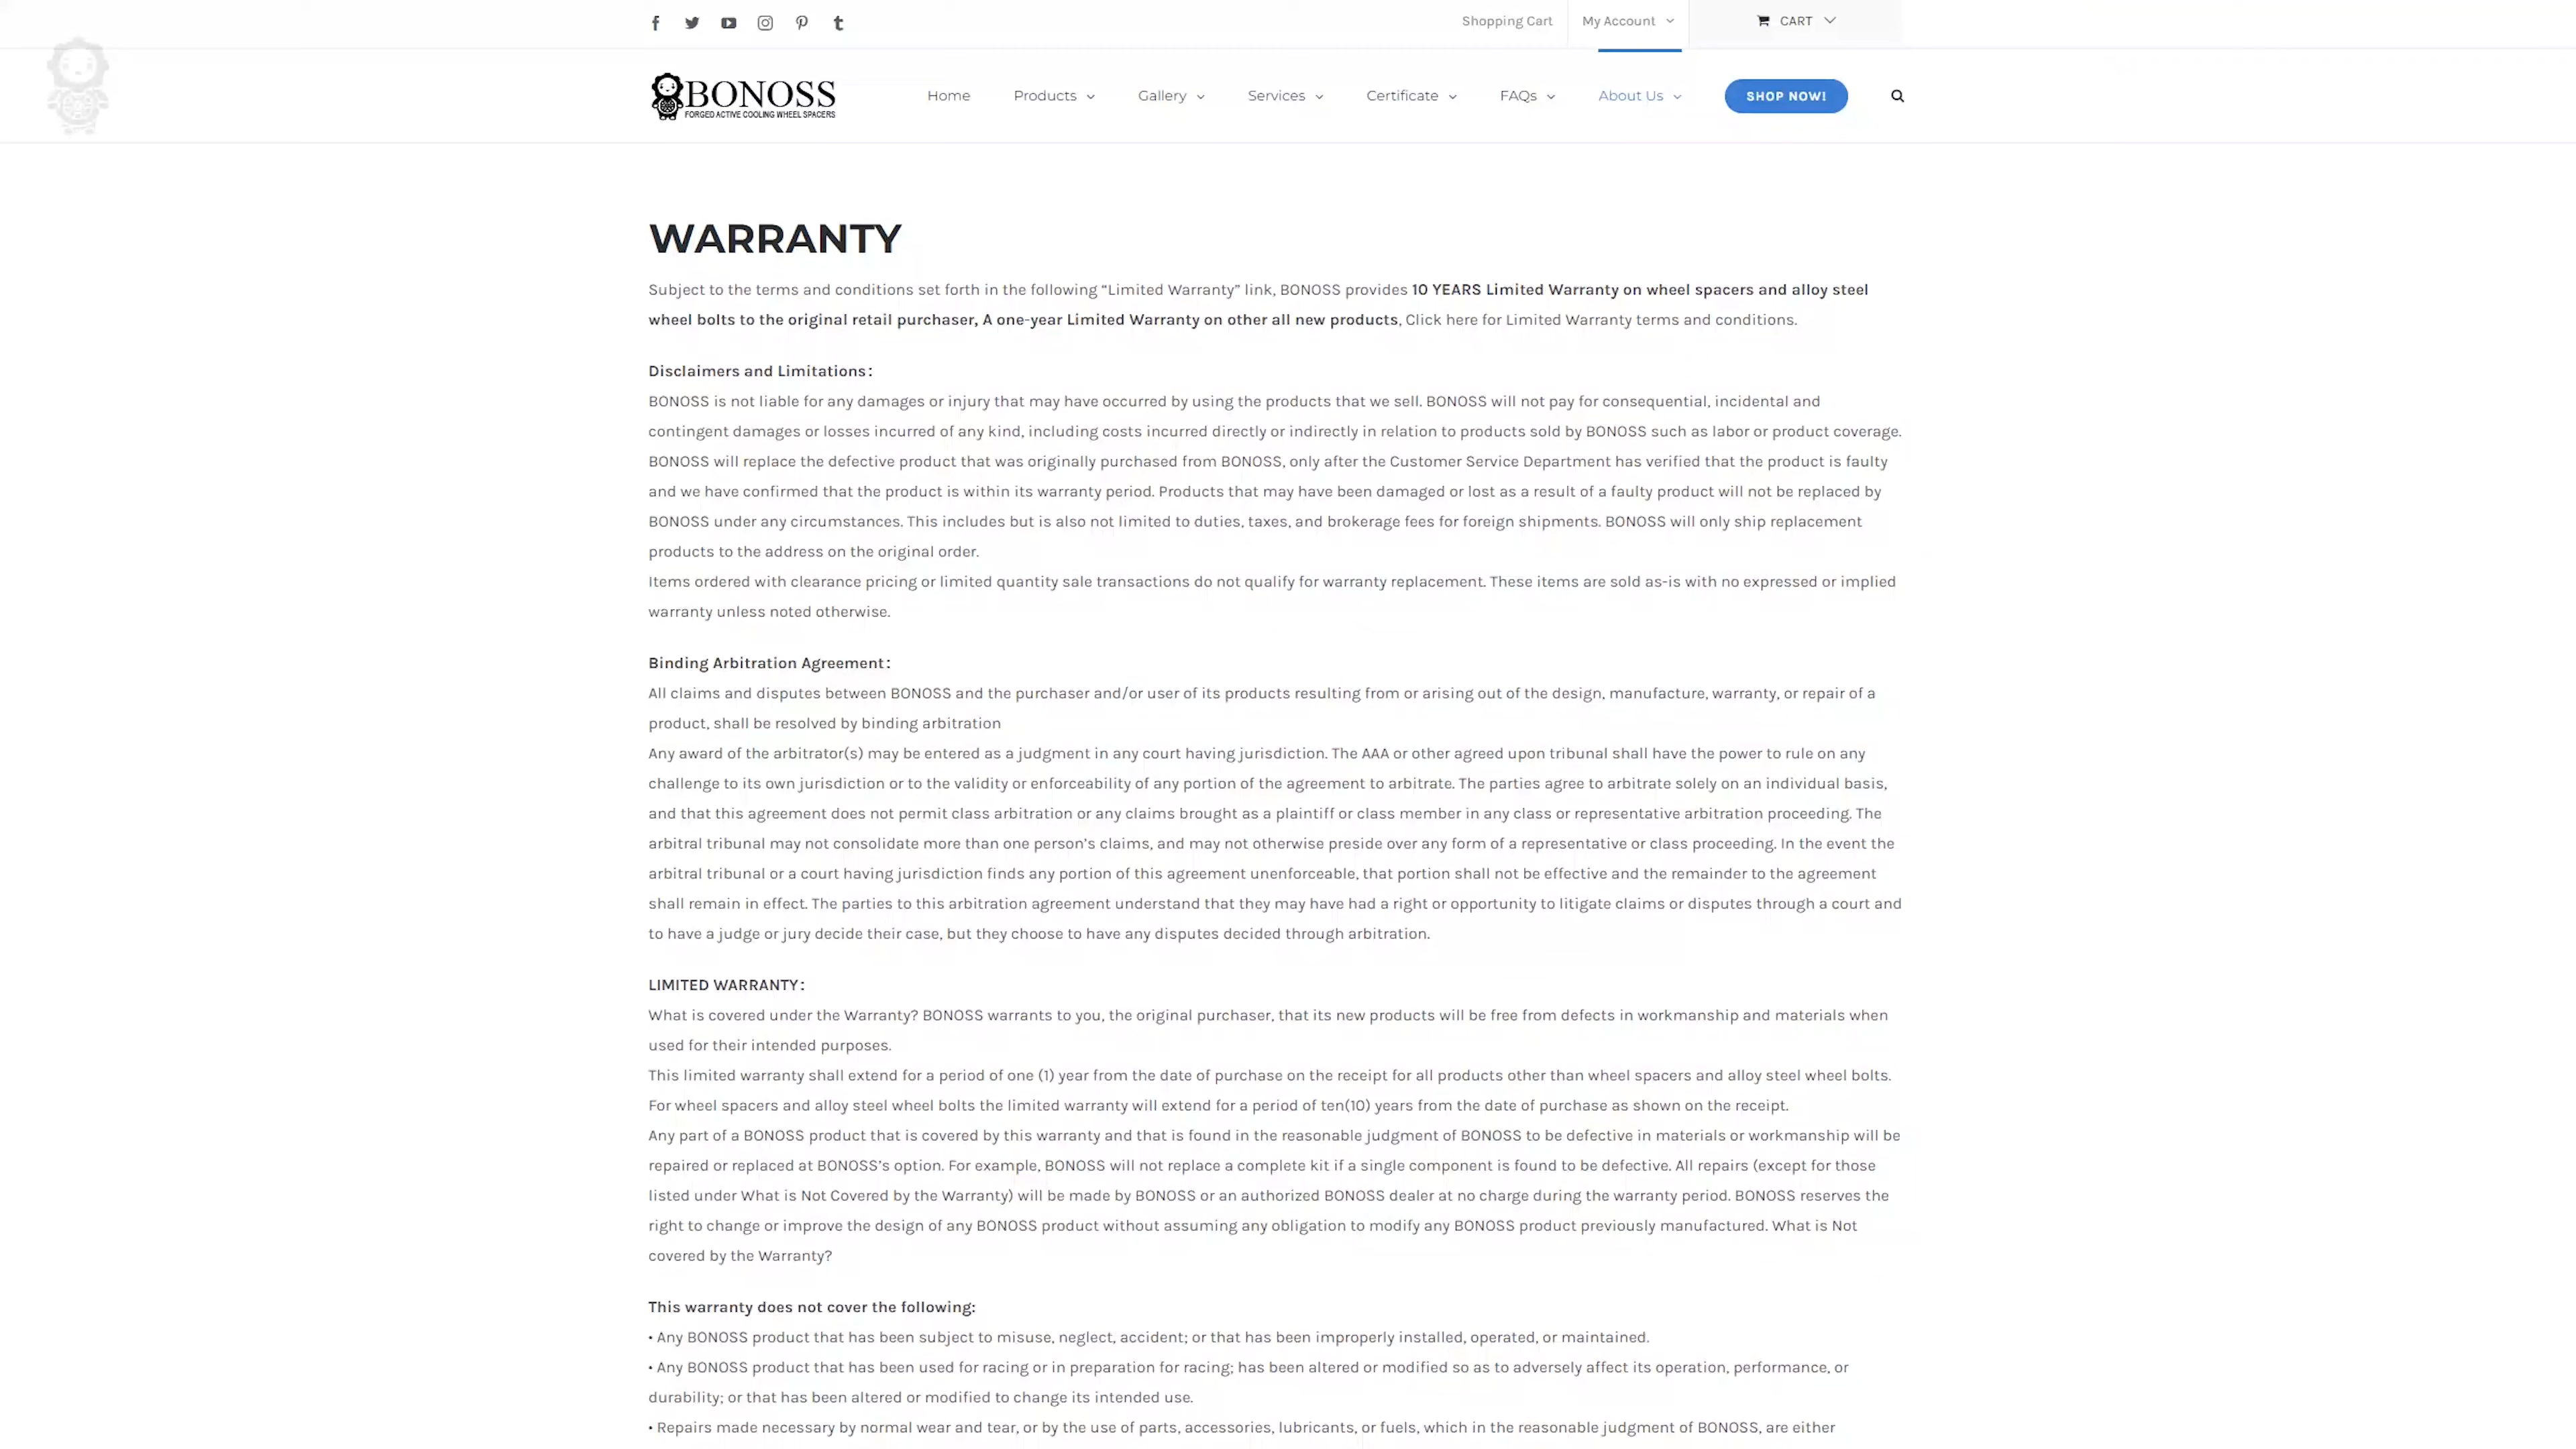 Shopping Cart
My Account
CART
BONOSS
FORGED ACTIVE COOLING WHEEL SPACERS
Home
Products
Gallery
Services
Certificate
FAQs
About Us
SHOP NOW!
WARRANTY
Subject to the terms and conditions set forth in the following “Limited Warranty” link, BONOSS provides 10 YEARS Limited Warranty on wheel spacers and alloy steel
wheel bolts to the original retail purchaser, A one-year Limited Warranty on other all new products, Click here for Limited Warranty terms and conditions.
Disclaimers and Limitations:
BONOSS is not liable for any damages or injury that may have occurred by using the products that we sell. BONOSS will not pay for consequential, incidental and
contingent damages or losses incurred of any kind, including costs incurred directly or indirectly in relation to products sold by BONOSS such as labor or product coverage.
BONOSS will replace the defective product that was originally purchased from BONOSS, only after the Customer Service Department has verified that the product is faulty
and we have confirmed that the product is within its warranty period. Products that may have been damaged or lost as a result of a faulty product will not be replaced by
BONOSS under any circumstances. This includes but is also not limited to duties, taxes, and brokerage fees for foreign shipments. BONOSS will only ship replacement
products to the address on the original order.
Items ordered with clearance pricing or limited quantity sale transactions do not qualify for warranty replacement. These items are sold as-is with no expressed or implied
warranty unless noted otherwise.
Binding Arbitration Agreement:
All claims and disputes between BONOSS and the purchaser and/or user of its products resulting from or arising out of the design, manufacture, warranty, or repair of a
product, shall be resolved by binding arbitration
Any award of the arbitrator(s) may be entered as a judgment in any court having jurisdiction. The AAA or other agreed upon tribunal shall have the power to rule on any
challenge to its own jurisdiction or to the validity or enforceability of any portion of the agreement to arbitrate. The parties agree to arbitrate solely on an individual basis,
and that this agreement does not permit class arbitration or any claims brought as a plaintiff or class member in any class or representative arbitration proceeding. The
arbitral tribunal may not consolidate more than one person’s claims, and may not otherwise preside over any form of a representative or class proceeding. In the event the
arbitral tribunal or a court having jurisdiction finds any portion of this agreement unenforceable, that portion shall not be effective and the remainder to the agreement
shall remain in effect. The parties to this arbitration agreement understand that they may have had a right or opportunity to litigate claims or disputes through a court and
to have a judge or jury decide their case, but they choose to have any disputes decided through arbitration.
LIMITED WARRANTY:
What is covered under the Warranty? BONOSS warrants to you, the original purchaser, that its new products will be free from defects in workmanship and materials when
used for their intended purposes.
This limited warranty shall extend for a period of one (1) year from the date of purchase on the receipt for all products other than wheel spacers and alloy steel wheel bolts.
For wheel spacers and alloy steel wheel bolts the limited warranty will extend for a period of ten(10) years from the date of purchase as shown on the receipt.
Any part of a BONOSS product that is covered by this warranty and that is found in the reasonable judgment of BONOSS to be defective in materials or workmanship will be
repaired or replaced at BONOSS’s option. For example, BONOSS will not replace a complete kit if a single component is found to be defective. All repairs (except for those
listed under What is Not Covered by the Warranty) will be made by BONOSS or an authorized BONOSS dealer at no charge during the warranty period. BONOSS reserves the
right to change or improve the design of any BONOSS product without assuming any obligation to modify any BONOSS product previously manufactured. What is Not
covered by the Warranty?
This warranty does not cover the following:
• Any BONOSS product that has been subject to misuse, neglect, accident; or that has been improperly installed, operated, or maintained.
• Any BONOSS product that has been used for racing or in preparation for racing; has been altered or modified so as to adversely affect its operation, performance, or
durability; or that has been altered or modified to change its intended use.
• Repairs made necessary by normal wear and tear, or by the use of parts, accessories, lubricants, or fuels, which in the reasonable judgment of BONOSS, are either